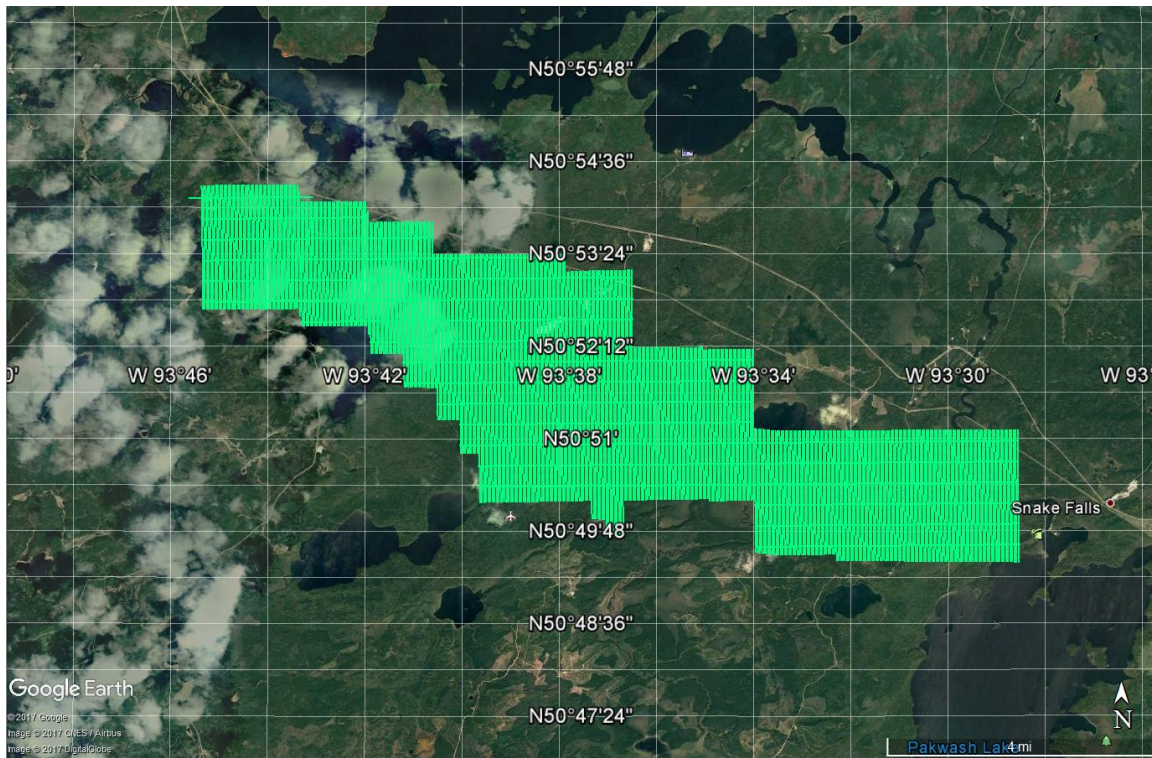 N50°55'48"
N50°54'36"
N50°53'24"
N50°52'12"
0' W 93°46' W 93°42' W 93°38' W 93°34' W 93°30' W 93°
N50°51'
Snake Falls
N50°49'48"
N50°48'36"
Google Earth
© 2017 Google
Image © 2017 CNES / Airbus
Image © 2017 DigitalGlobe
N50°47'24"
N
Pakwash Lake
4 mi